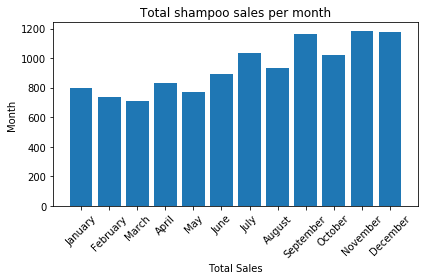 Total shampoo sales per month
Month
1200
1000
800
600
400
200
0
January
February
March
April
May
June
July
August
September
October
November
December
Total Sales